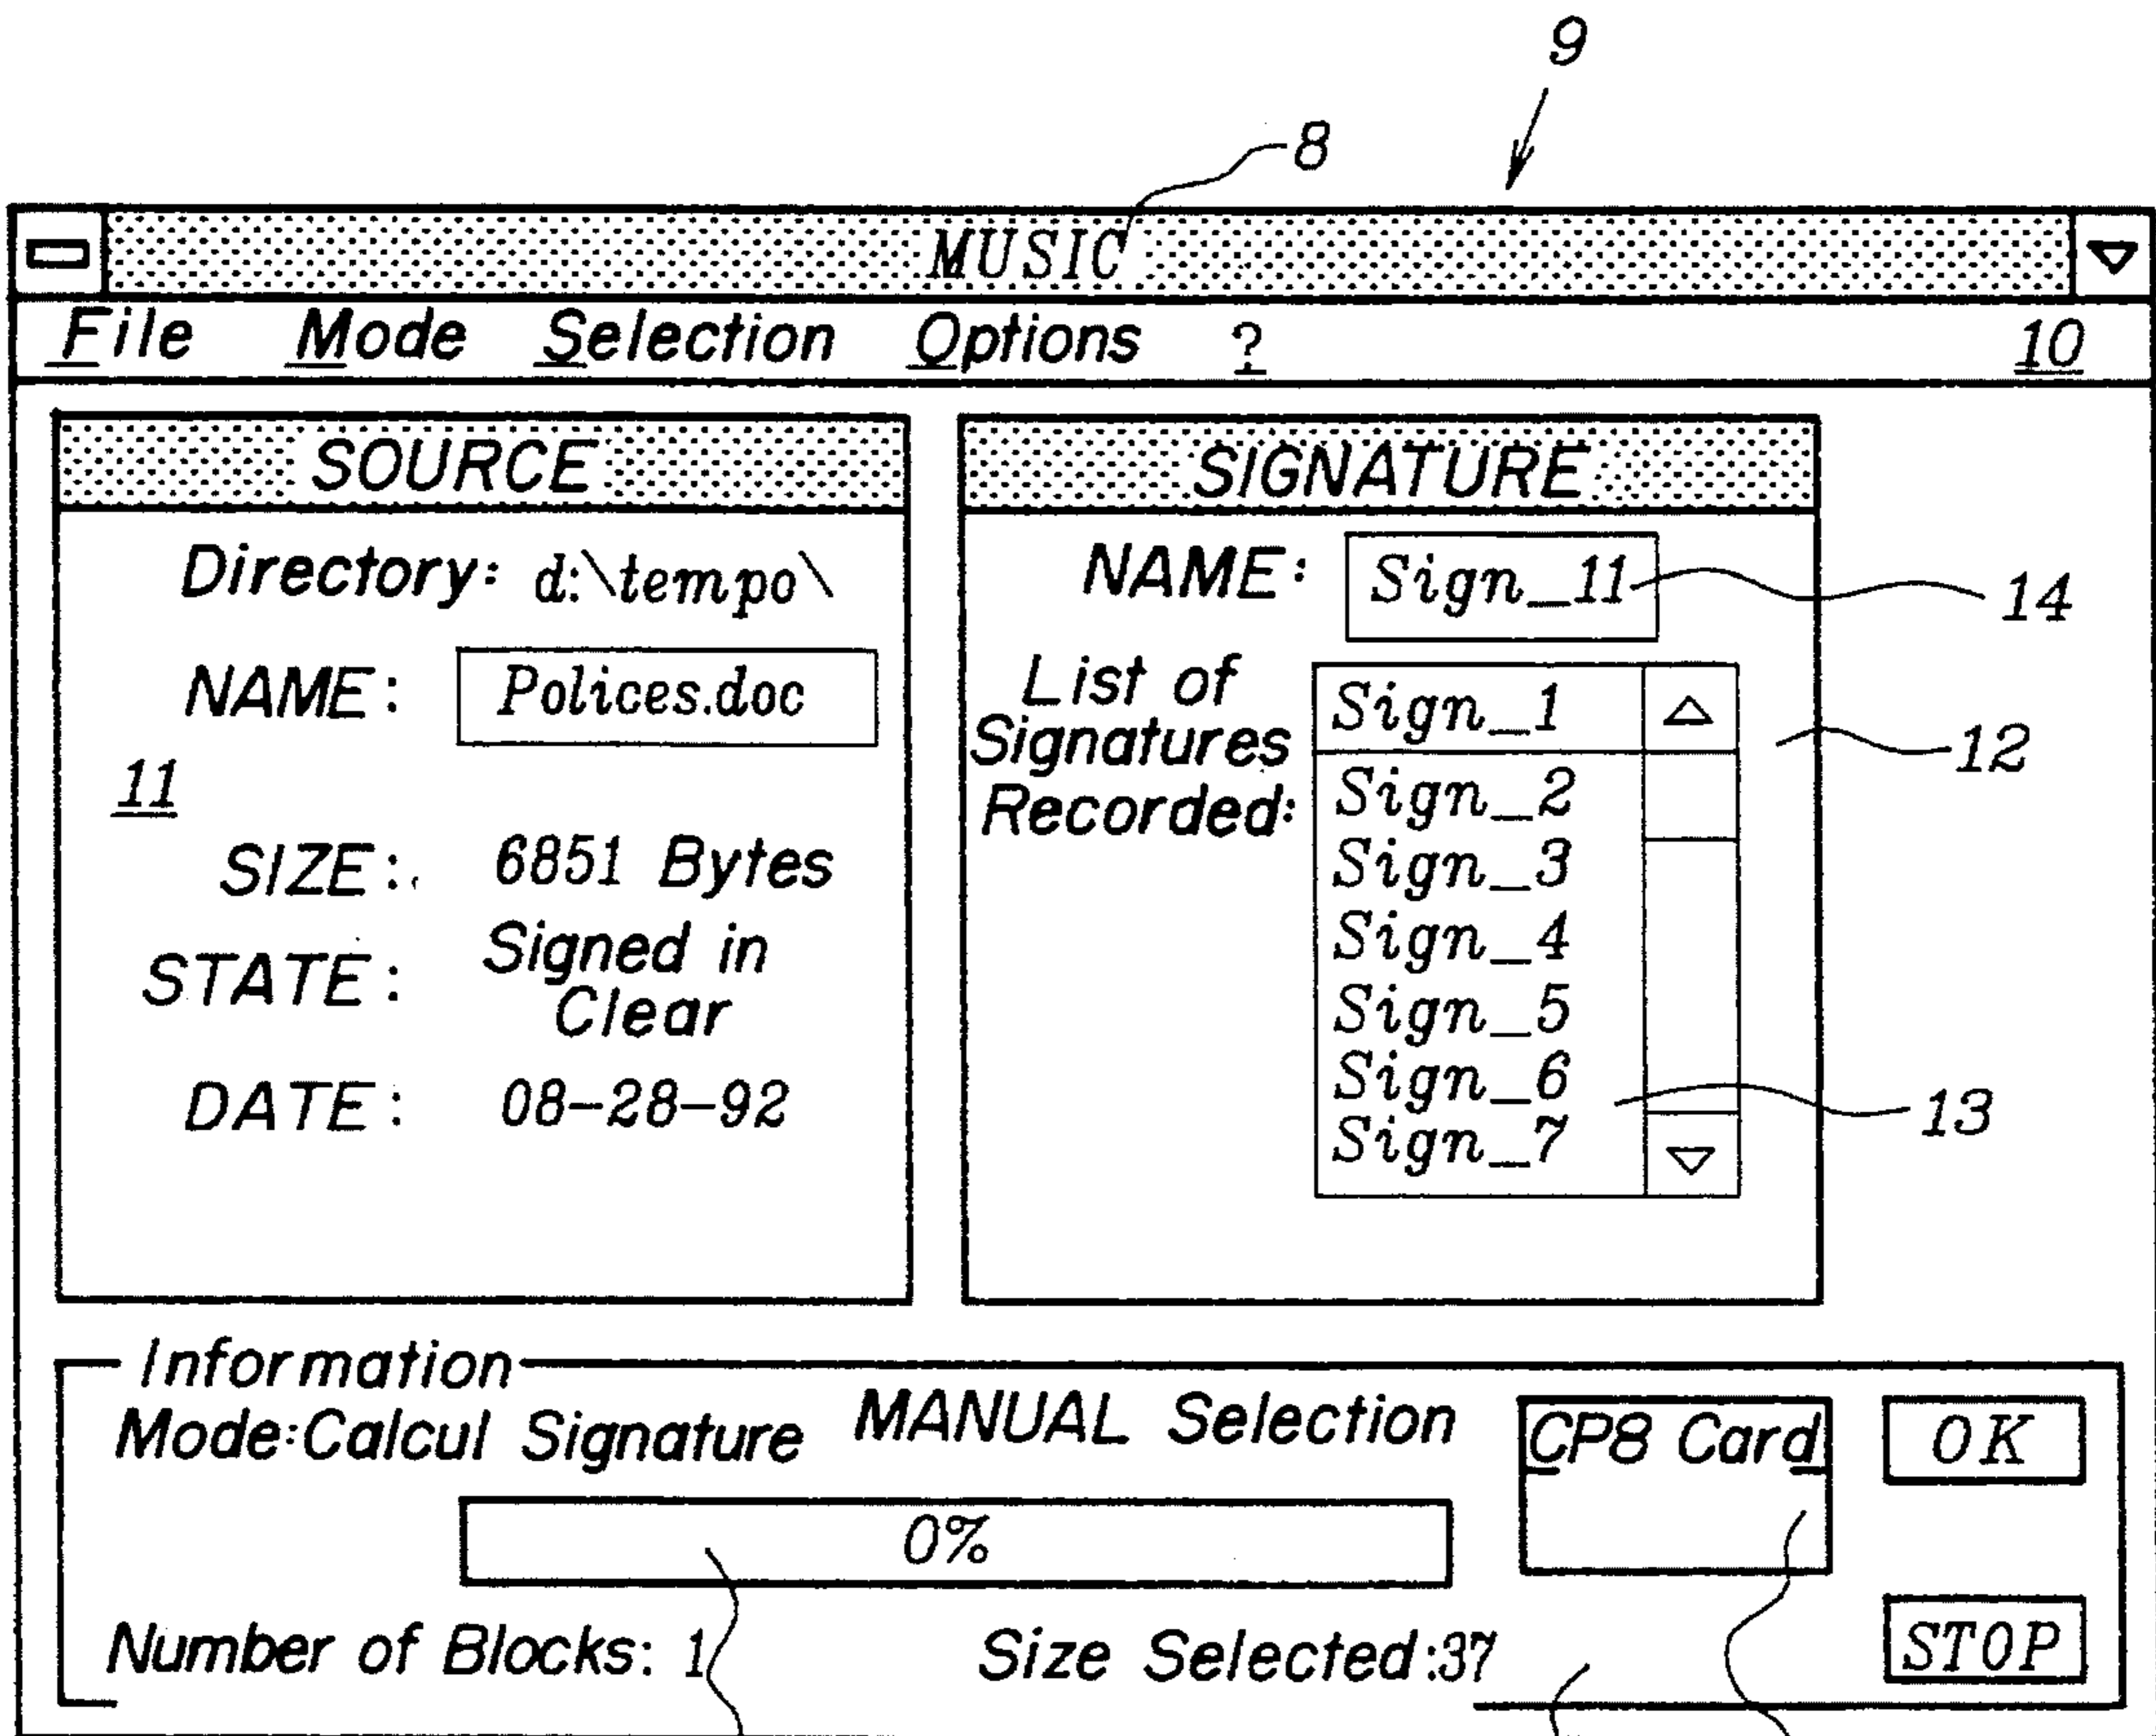 9
8
MUSIC
File Mode Selection Options ? 10
SOURCE
Directory: d:\tempo\
NAME: Polices.doc
11
SIZE: 6851 Bytes
STATE: Signed in
Clear
DATE: 08-28-92
SIGNATURE
NAME: Sign_11 14
List of
Signatures
Recorded:
Sign_1
Sign_2
Sign_3
Sign_4
Sign_5
Sign_6
Sign_7
12
13
Information
Mode:Calcul Signature MANUAL Selection CP8 Card OK
0%
Number of Blocks: 1 Size Selected:37 STOP